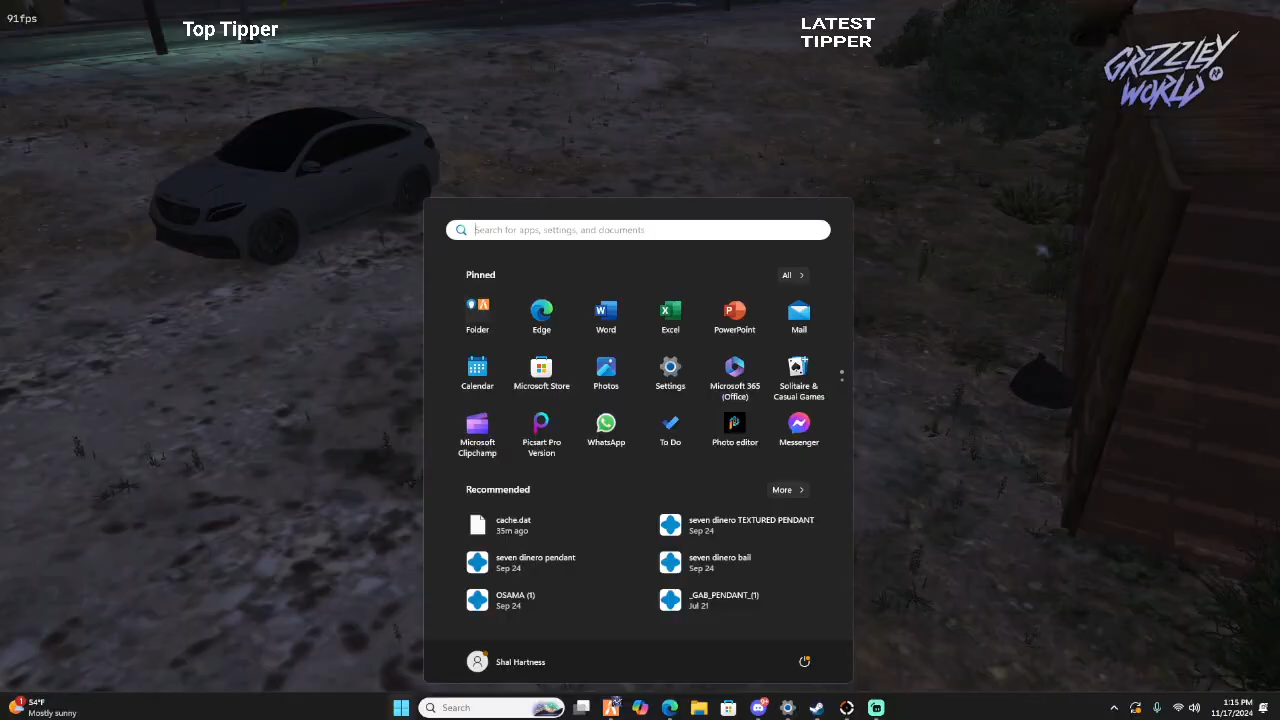 91fps
Top Tipper
LATEST
TIPPER
GRIZZLEY
WORLD
Search for apps, settings, and documents
Pinned
All
Folder
Edge
Word
Excel
PowerPoint
Mail
Calendar
Microsoft Store
Photos
Settings
Microsoft 365
(Office)
Solitaire &
Casual Games
Microsoft
Clipchamp
Picsart Pro
Version
WhatsApp
To Do
Photo editor
Messenger
Recommended
More
cache.dat
35m ago
seven dinero TEXTURED PENDANT
Sep 24
seven dinero pendant
Sep 24
seven dinero bail
Sep 24
OSAMA (1)
Sep 24
_GAB_PENDANT_(1)
Jul 21
Shal Hartness
1
54°F
Mostly sunny
Search
1:15 PM
11/17/2024